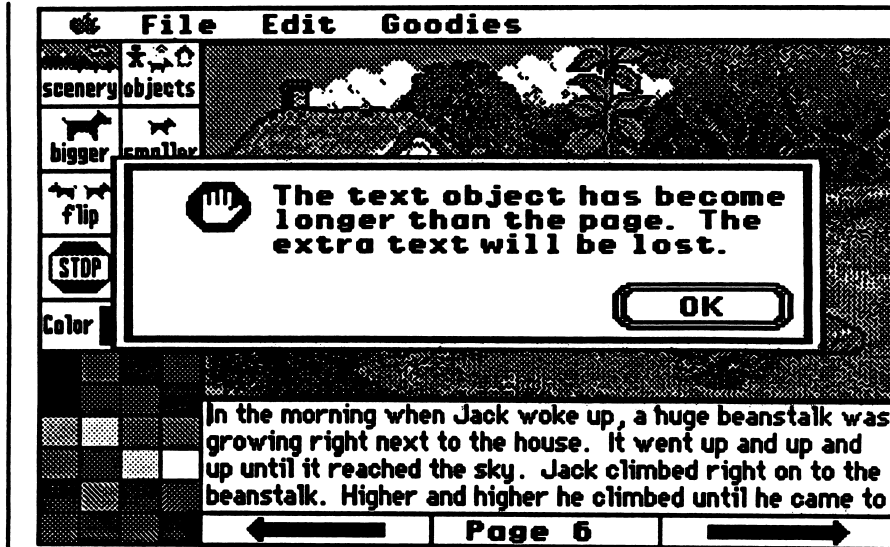 File Edit Goodies
scenery objects
bigger smaller
flip
STOP
Color
The text object has become
longer than the page. The
extra text will be lost.
OK
In the morning when Jack woke up, a huge beanstalk was
growing right next to the house. It went up and up and
up until it reached the sky. Jack climbed right on to the
beanstalk. Higher and higher he climbed until he came to
Page 6